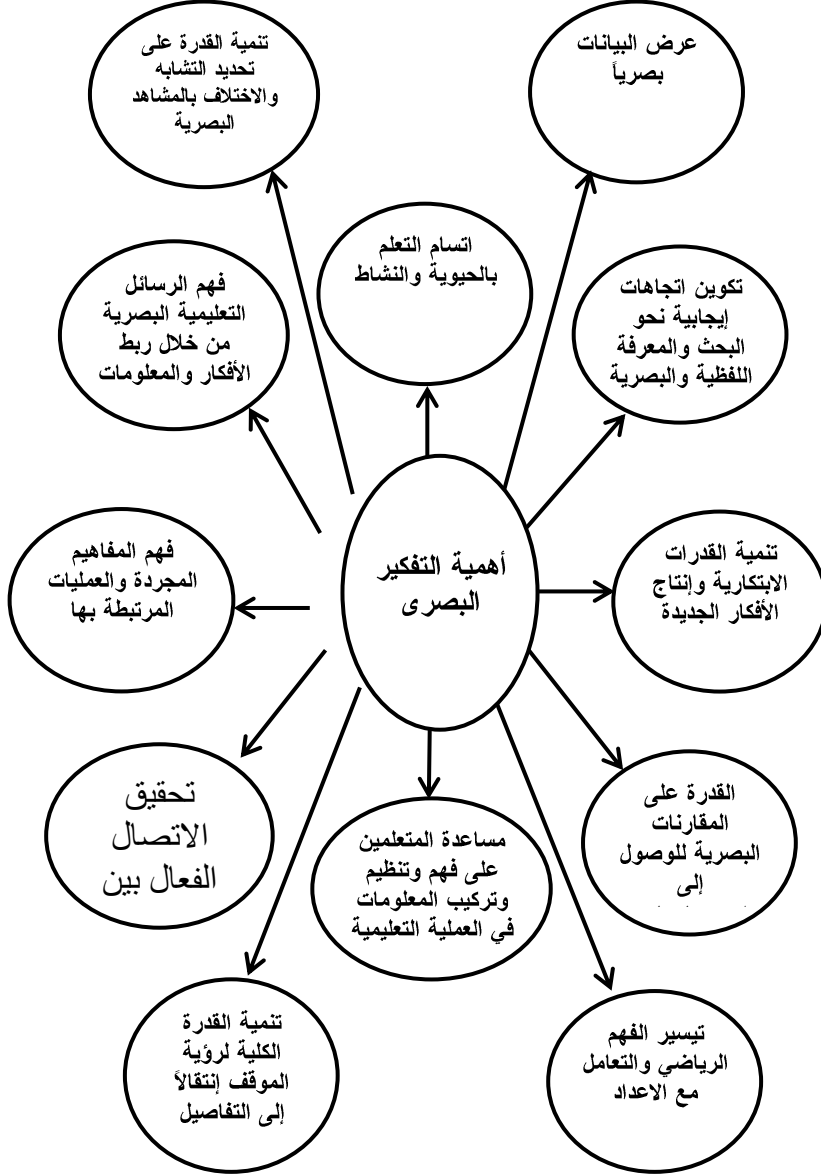 عرض البيانات
بصرياً
تنمية القدرة على
تحديد التشابه
والاختلاف بالمشاهد
البصرية
اتسام التعلم
بالحيوية والنشاط
تكوين اتجاهات
إيجابية نحو
البحث والمعرفة
اللفظية والبصرية
فهم الرسائل
التعليمية البصرية
من خلال ربط
الأفكار والمعلومات
أهمية التفكير
البصرى
تنمية القدرات
الابتكارية وإنتاج
الأفكار الجديدة
فهم المفاهيم
المجردة والعمليات
المرتبطة بها
القدرة على
المقارنات
البصرية للوصول
إلى
تحقيق
الاتصال
الفعال بين
مساعدة المتعلمين
على فهم وتنظيم
وتركيب المعلومات
في العملية التعليمية
تيسير الفهم
الرياضي والتعامل
مع الاعداد
تنمية القدرة
الكلية لرؤية
الموقف إنتقالاً
إلى التفاصيل